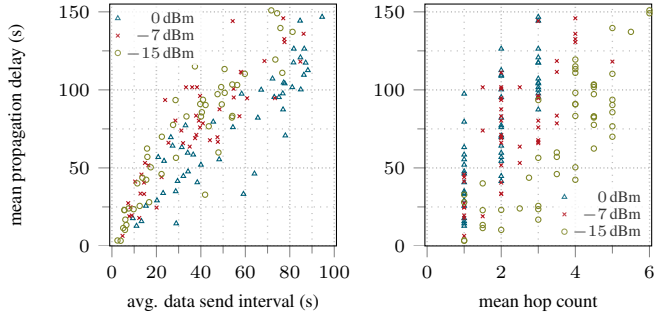 mean propagation delay (s)
150
100
50
0
0 dBm
−7 dBm
−15 dBm
0 20 40 60 80 100
avg. data send interval (s)
150
100
50
0
0 dBm
−7 dBm
−15 dBm
0 2 4 6
mean hop count